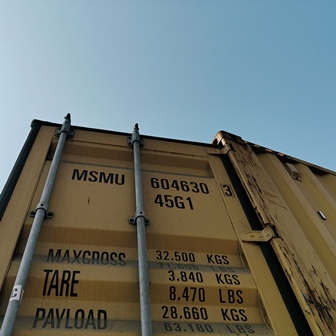 MSMU 604630 3
45G1
MAXGROSS 32.500 KGS
TARE 3.840 KGS
8.470 LBS
PAYLOAD 28.660 KGS
63.180 LBS